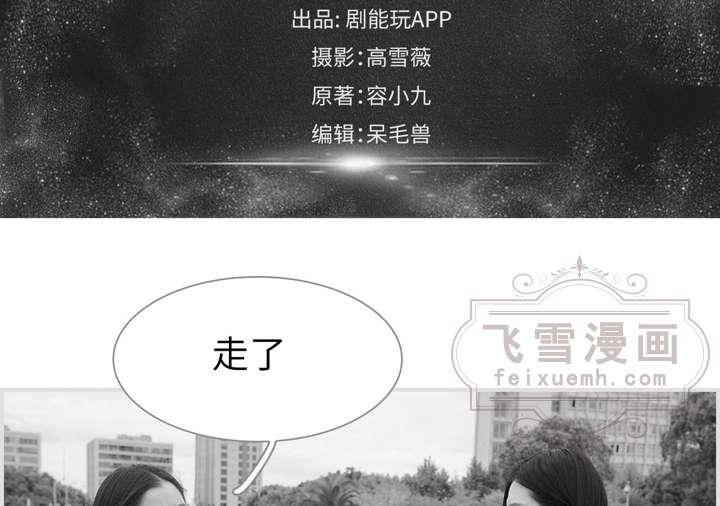 出品: 剧能玩APP
摄影：高雪薇
原著：容小九
编辑：呆毛兽
走了
飞雪漫画
feixuemh.com